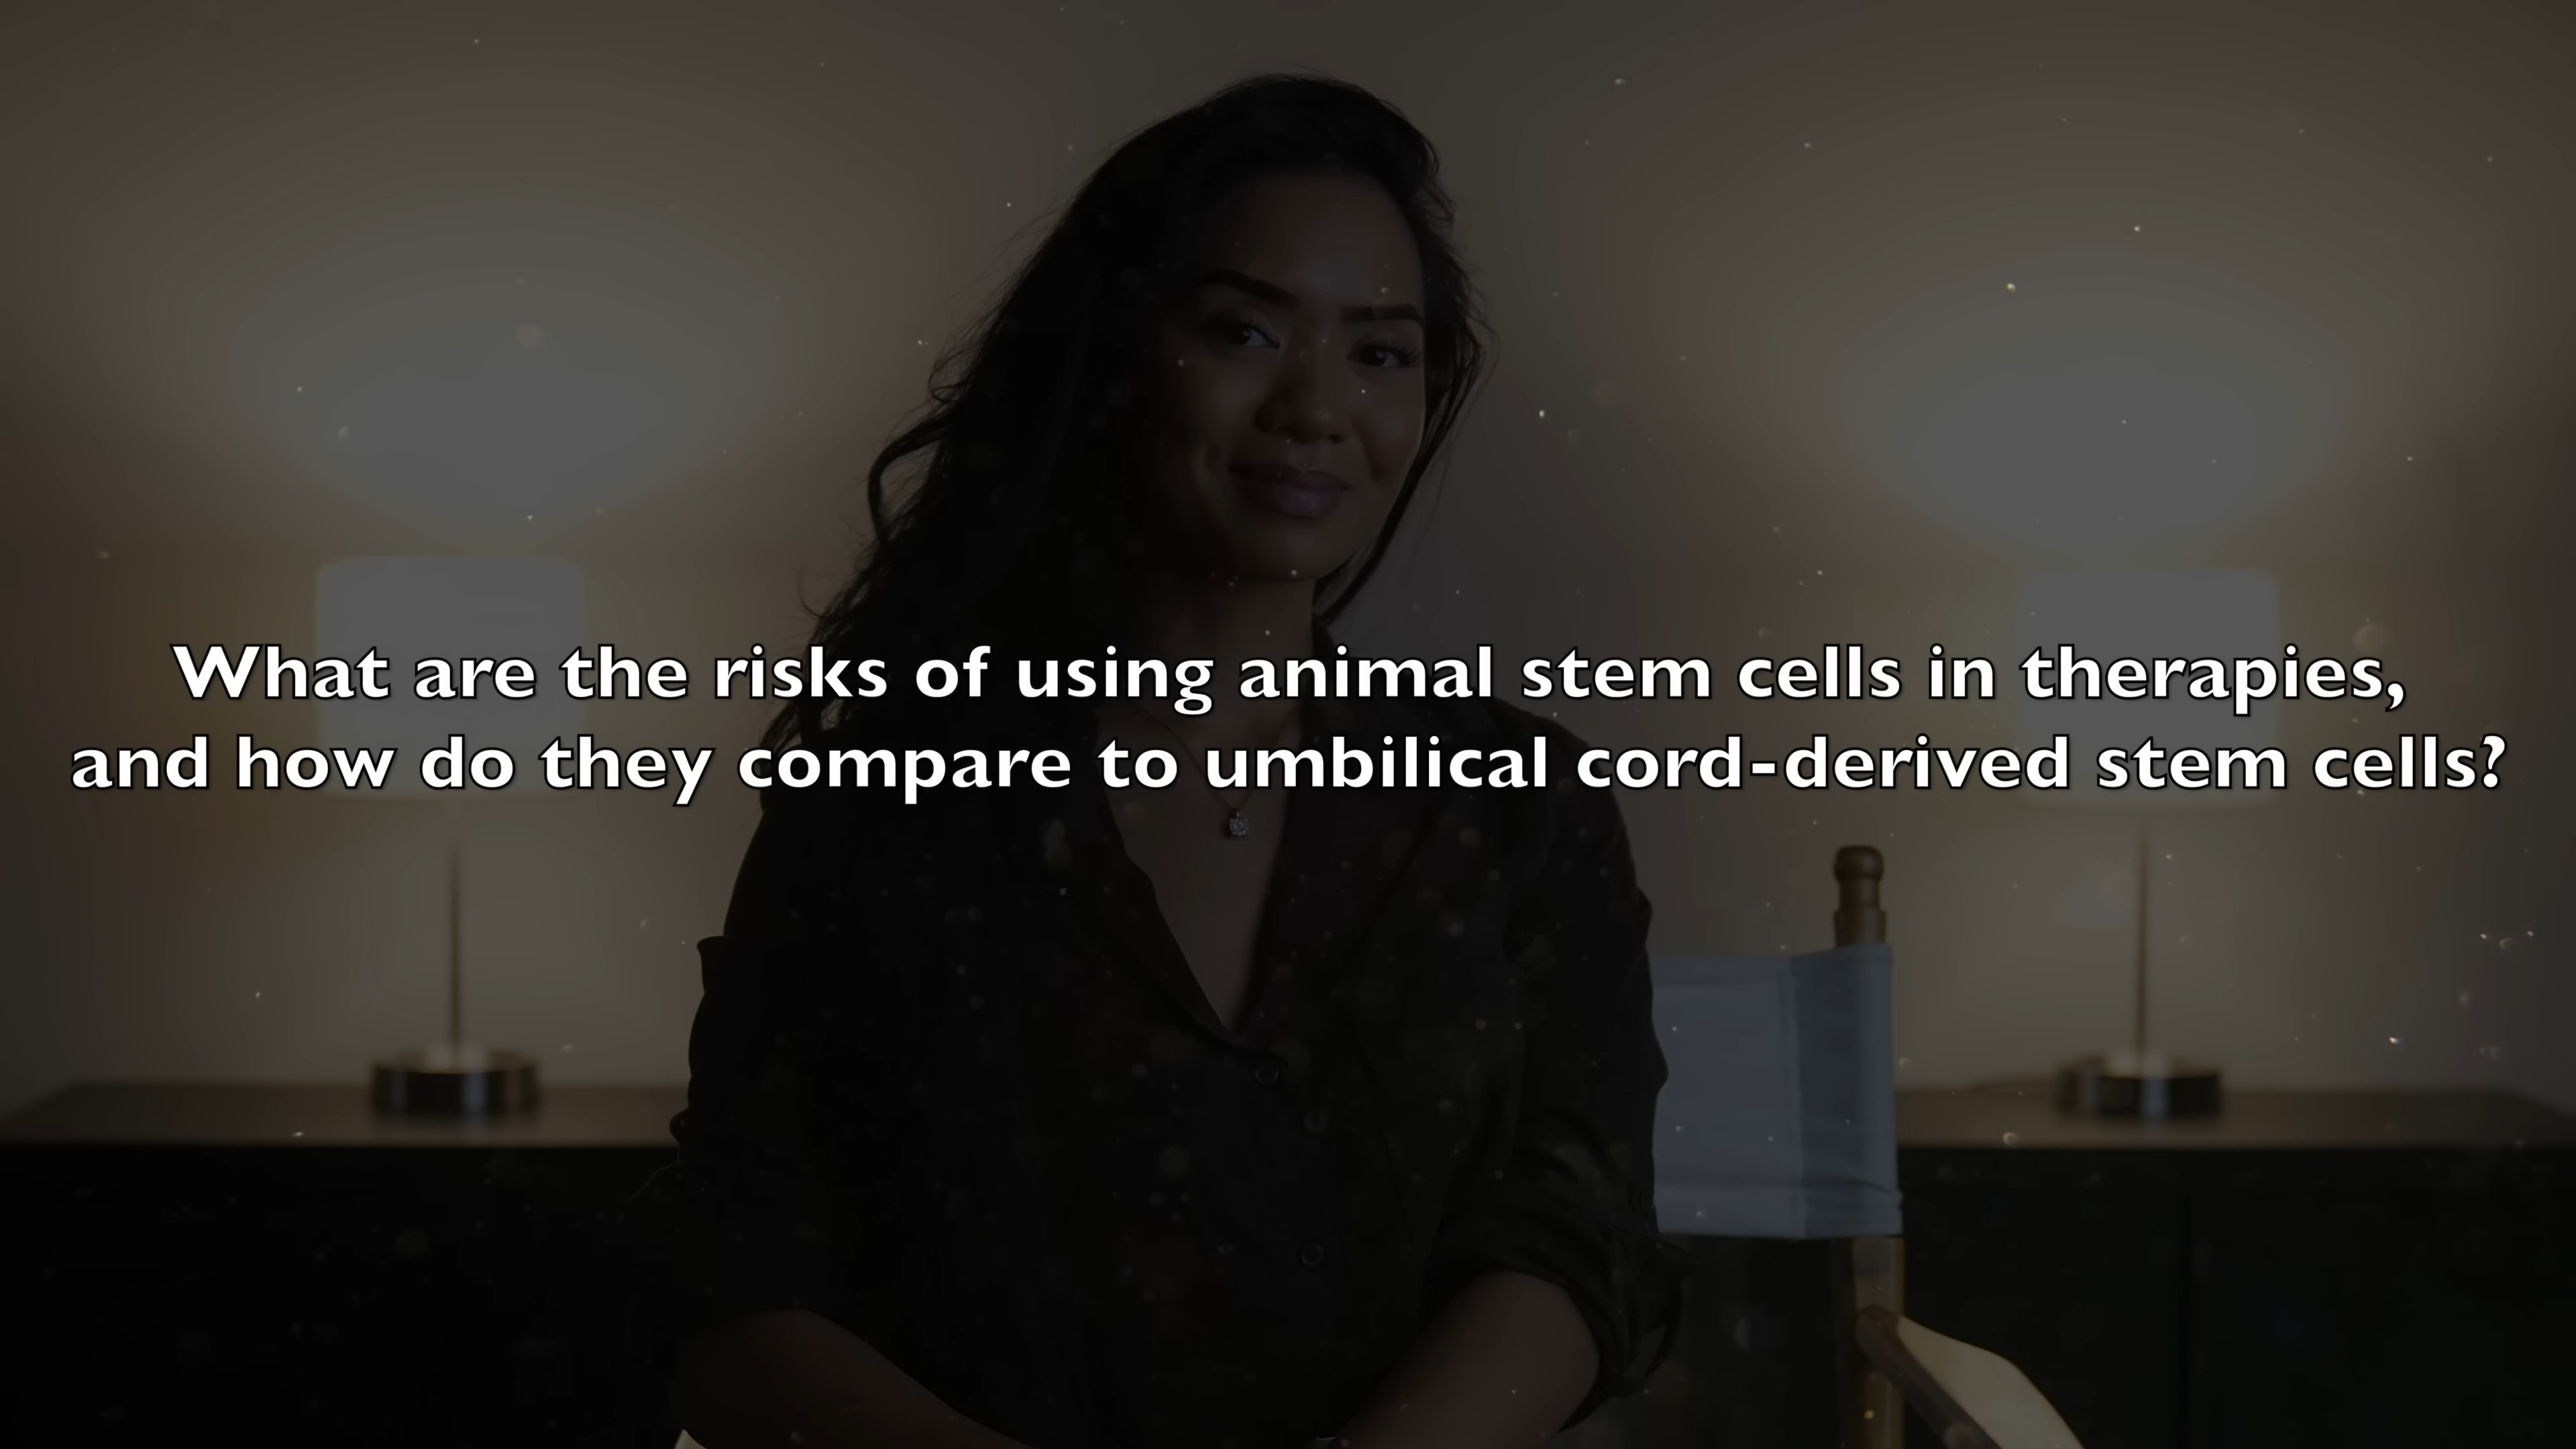 What are the risks of using animal stem cells in therapies,
and how do they compare to umbilical cord-derived stem cells?